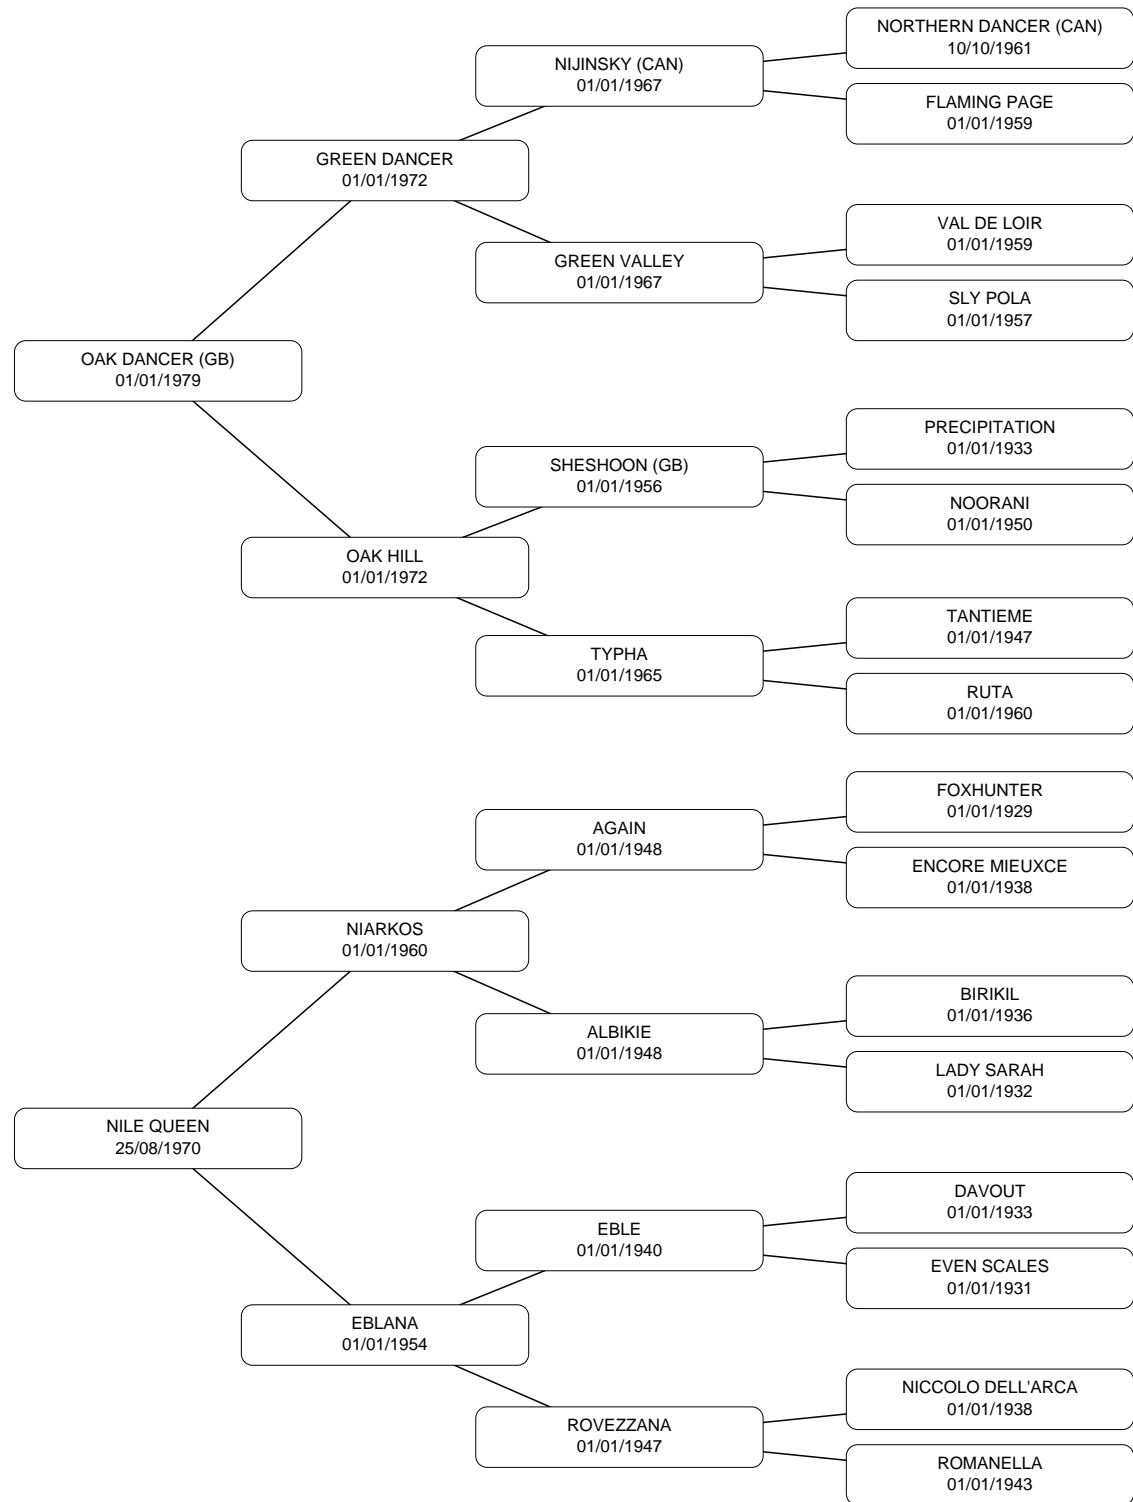 NORTHERN DANCER (CAN)
10/10/1961
NIJINSKY (CAN)
01/01/1967
FLAMING PAGE
01/01/1959
GREEN DANCER
01/01/1972
VAL DE LOIR
01/01/1959
GREEN VALLEY
01/01/1967
SLY POLA
01/01/1957
OAK DANCER (GB)
01/01/1979
PRECIPITATION
01/01/1933
SHESHOON (GB)
01/01/1956
NOORANI
01/01/1950
OAK HILL
01/01/1972
TANTIEME
01/01/1947
TYPHA
01/01/1965
RUTA
01/01/1960
FOXHUNTER
01/01/1929
AGAIN
01/01/1948
ENCORE MIEUXCE
01/01/1938
NIARKOS
01/01/1960
BIRIKIL
01/01/1936
ALBIKIE
01/01/1948
LADY SARAH
01/01/1932
NILE QUEEN
25/08/1970
DAVOUT
01/01/1933
EBLE
01/01/1940
EVEN SCALES
01/01/1931
EBLANA
01/01/1954
NICCOLO DELL'ARCA
01/01/1938
ROVEZZANA
01/01/1947
ROMANELLA
01/01/1943